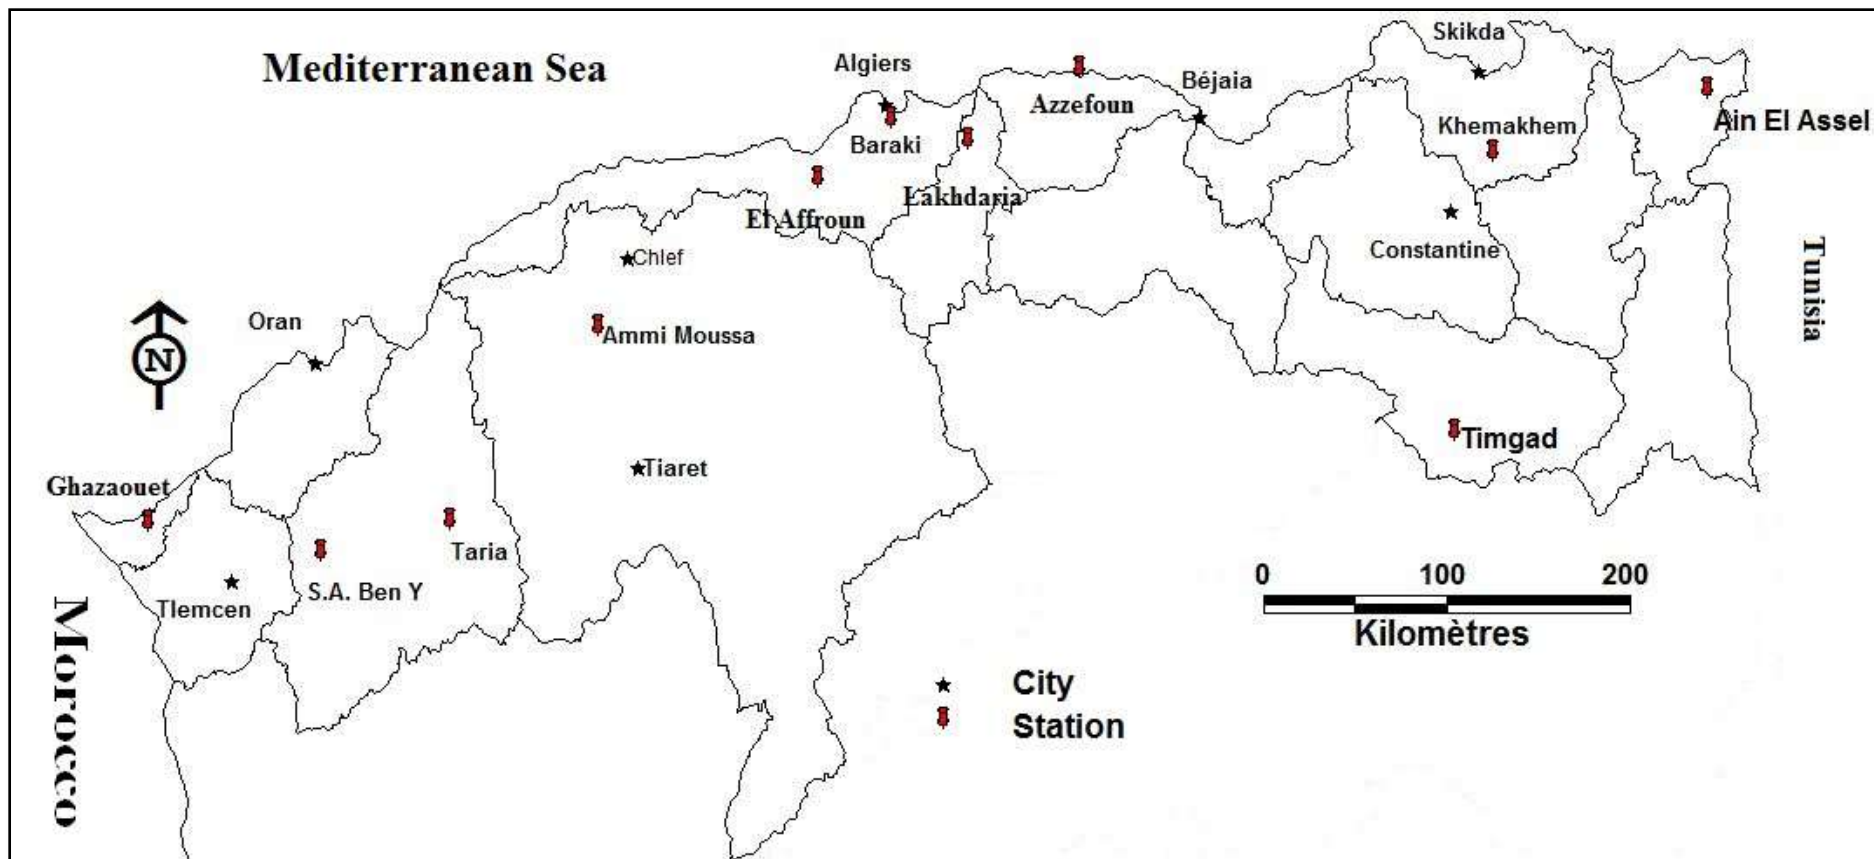 Skikda
Mediterranean Sea
Algiers
Béjaia
Azzefoun
Ain El Assel
Khemakhem
Baraki
Lakhdaria
El Affroun
Constantine
Chlef
Tunisia
Oran
N
Ammi Moussa
Timgad
Tiaret
Ghazaouet
Taria
S.A. Ben Y
Tlemcen
Morocco
0 100 200
Kilomètres
City
Station